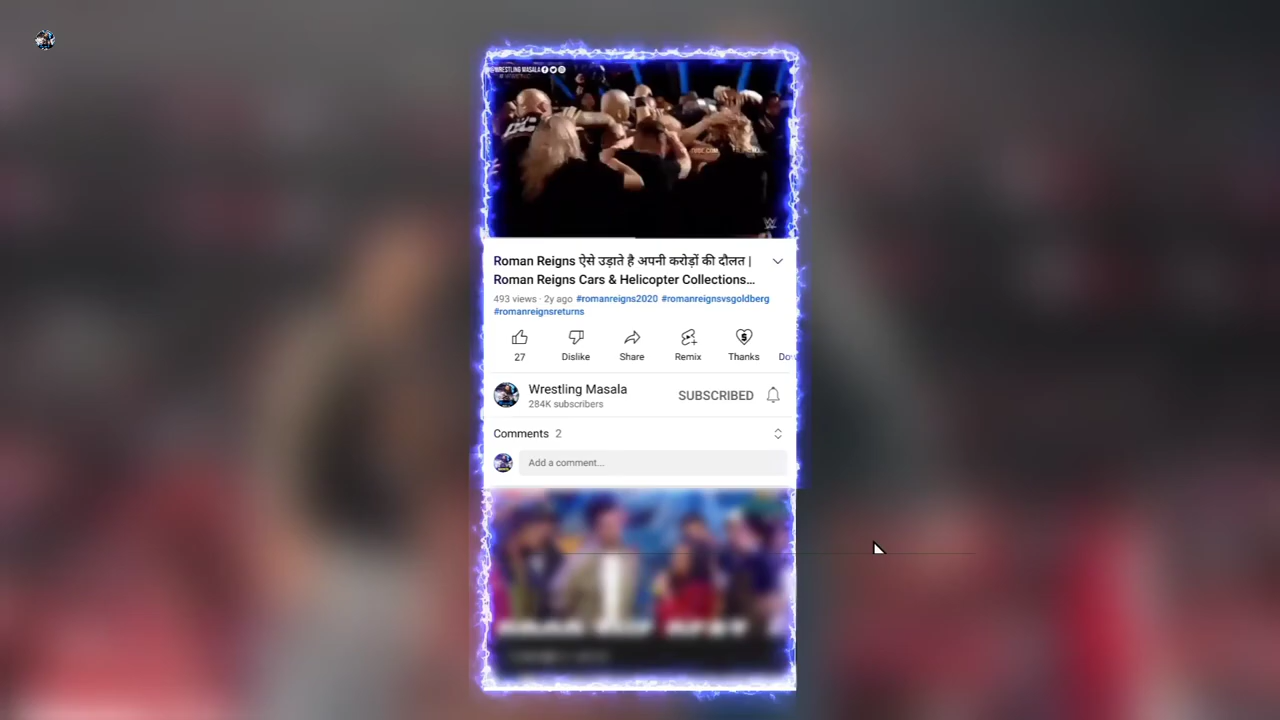 WRESTLING MASALA
Roman Reigns ऐसे उड़ाते है अपनी करोड़ों की दौलत |
Roman Reigns Cars & Helicopter Collections...
493 views · 2y ago #romanreigns2020 #romanreignsvsgoldberg
#romanreignsreturns
27 Dislike Share Remix Thanks
Wrestling Masala
SUBSCRIBED
284K subscribers
Comments 2
Add a comment...